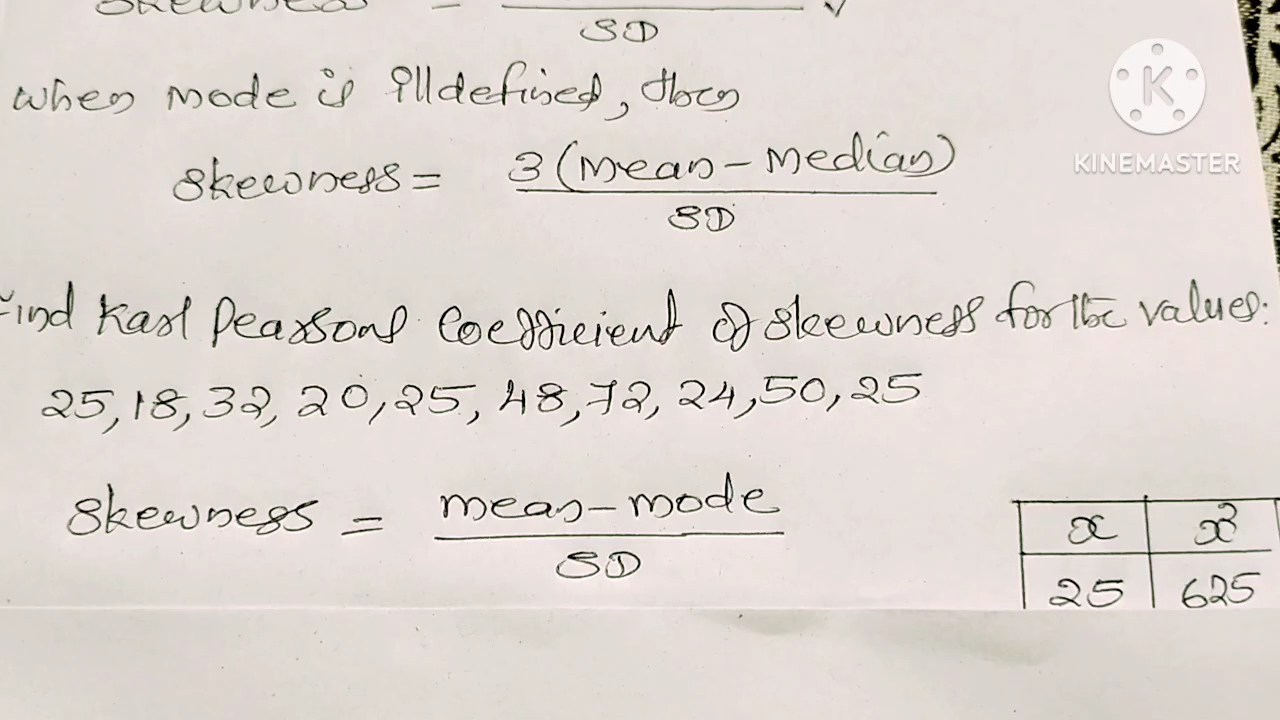 Skewness =
SD
When mode is illdefined, then
K
KINEMASTER
skewness = 3 (mean - median)
SD
Find Karl Pearsons Coefficient of skewness for the values:
25, 18, 32, 20, 25, 48, 72, 24, 50, 25
skewness = mean - mode
SD
x x²
25 625